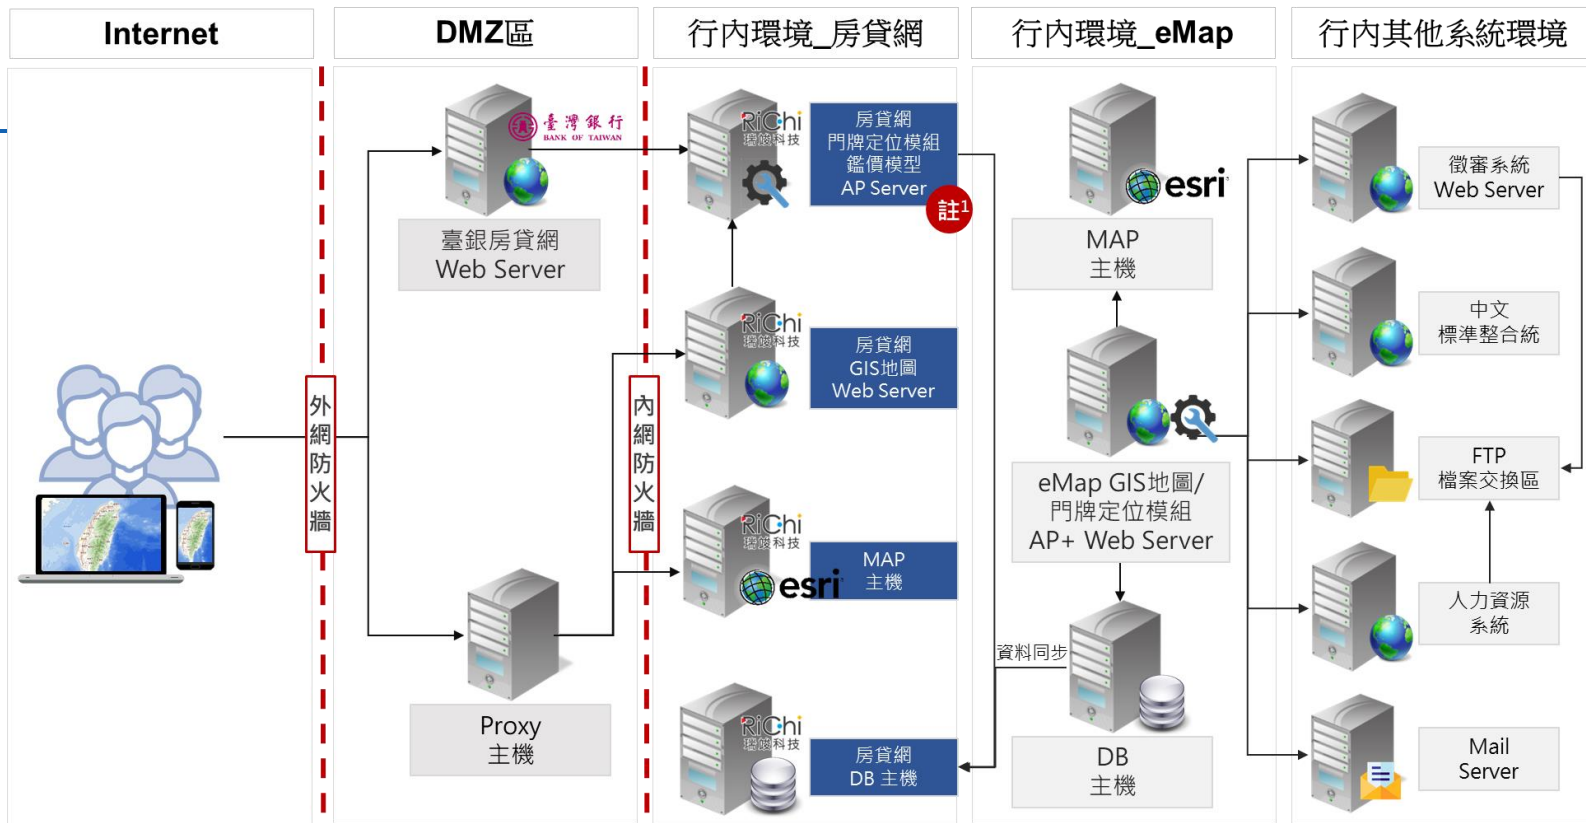 Internet
DMZ區
行內環境_房貸網
行內環境_eMap
行內其他系統環境
外網防火牆
內網防火牆
臺灣銀行
BANK OF TAIWAN
臺銀房貸網
Web Server
Proxy
主機
RiChi
瑞竣科技
房貸網
門牌定位模組
鑑價模型
AP Server
註1
RiChi
瑞竣科技
房貸網
GIS地圖
Web Server
RiChi
瑞竣科技
esri
MAP
主機
RiChi
瑞竣科技
房貸網
DB 主機
esri
MAP
主機
eMap GIS地圖/
門牌定位模組
AP+ Web Server
資料同步
DB
主機
徵審系統
Web Server
中文
標準整合統
FTP
檔案交換區
人力資源
系統
Mail
Server